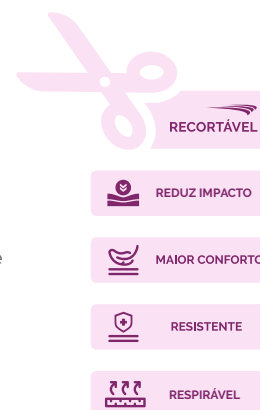 RECORTÁVEL
REDUZ IMPACTO
e
MAIOR CONFORTO
RESISTENTE
RESPIRÁVEL